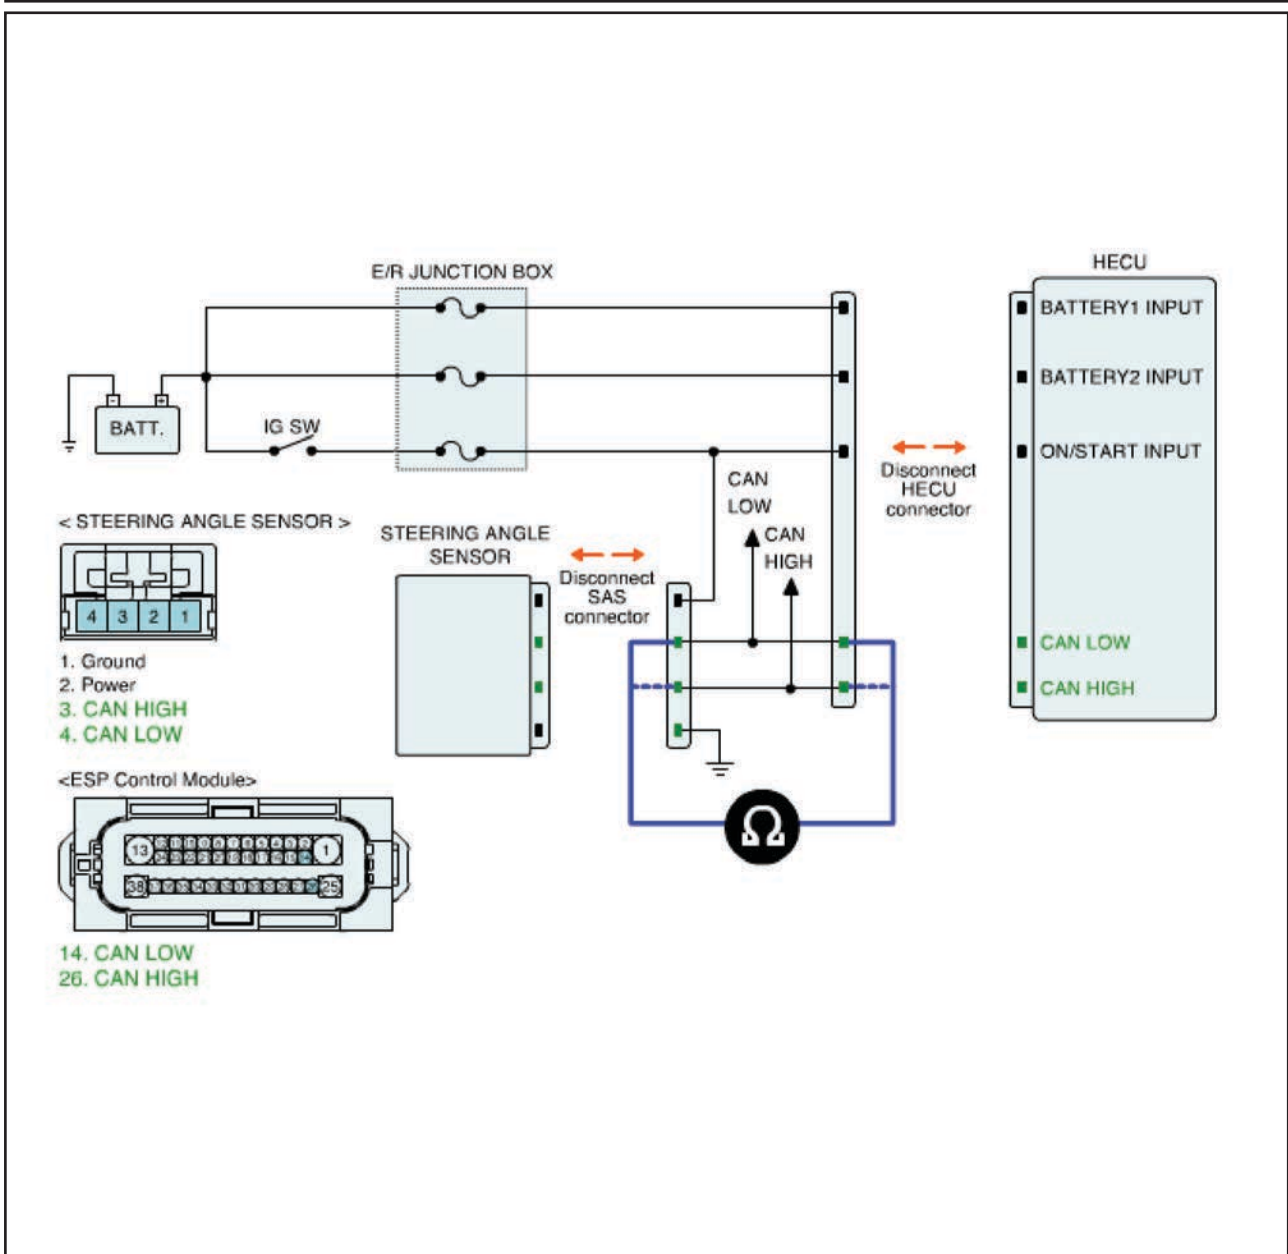 E/R JUNCTION BOX
HECU
BATTERY1 INPUT
BATTERY2 INPUT
- +
BATT.
IG SW
ON/START INPUT
Disconnect
HECU
connector
CAN
LOW
CAN
HIGH
< STEERING ANGLE SENSOR >
STEERING ANGLE
SENSOR
Disconnect
SAS
connector
4 3 2 1
CAN LOW
CAN HIGH
1. Ground
2. Power
3. CAN HIGH
4. CAN LOW
<ESP Control Module>
13 1
38 25
Ω
14. CAN LOW
26. CAN HIGH